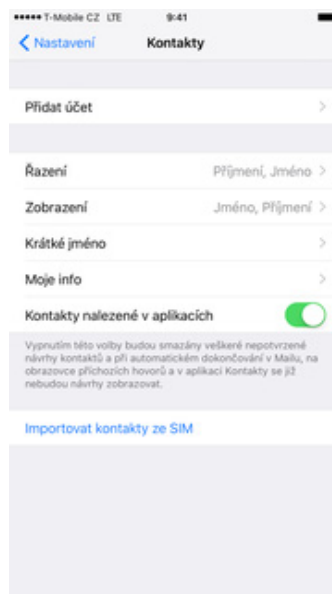 T-Mobile CZ LTE 9:41
Nastavení Kontakty
Přidat účet
Řazení Příjmení, Jméno
Zobrazení Jméno, Příjmení
Krátké jméno
Moje info
Kontakty nalezené v aplikacích
Vypnutím této volby budou smazány veškeré nepotvrzené
návrhy kontaktů a při automatickém dokončování v Mailu, na
obrazovce příchozích hovorů a v aplikaci Kontakty se již
nebudou návrhy zobrazovat.
Importovat kontakty ze SIM